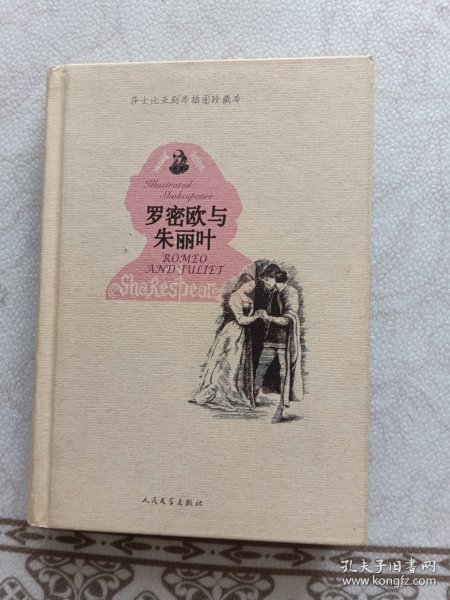 莎士比亚剧本插图珍藏本
Illustrated
Shakespeare
罗密欧与
朱丽叶
ROMEO
AND JULIET
Shakespeare
人民文学出版社
孔夫子旧书网
www.kongfz.com